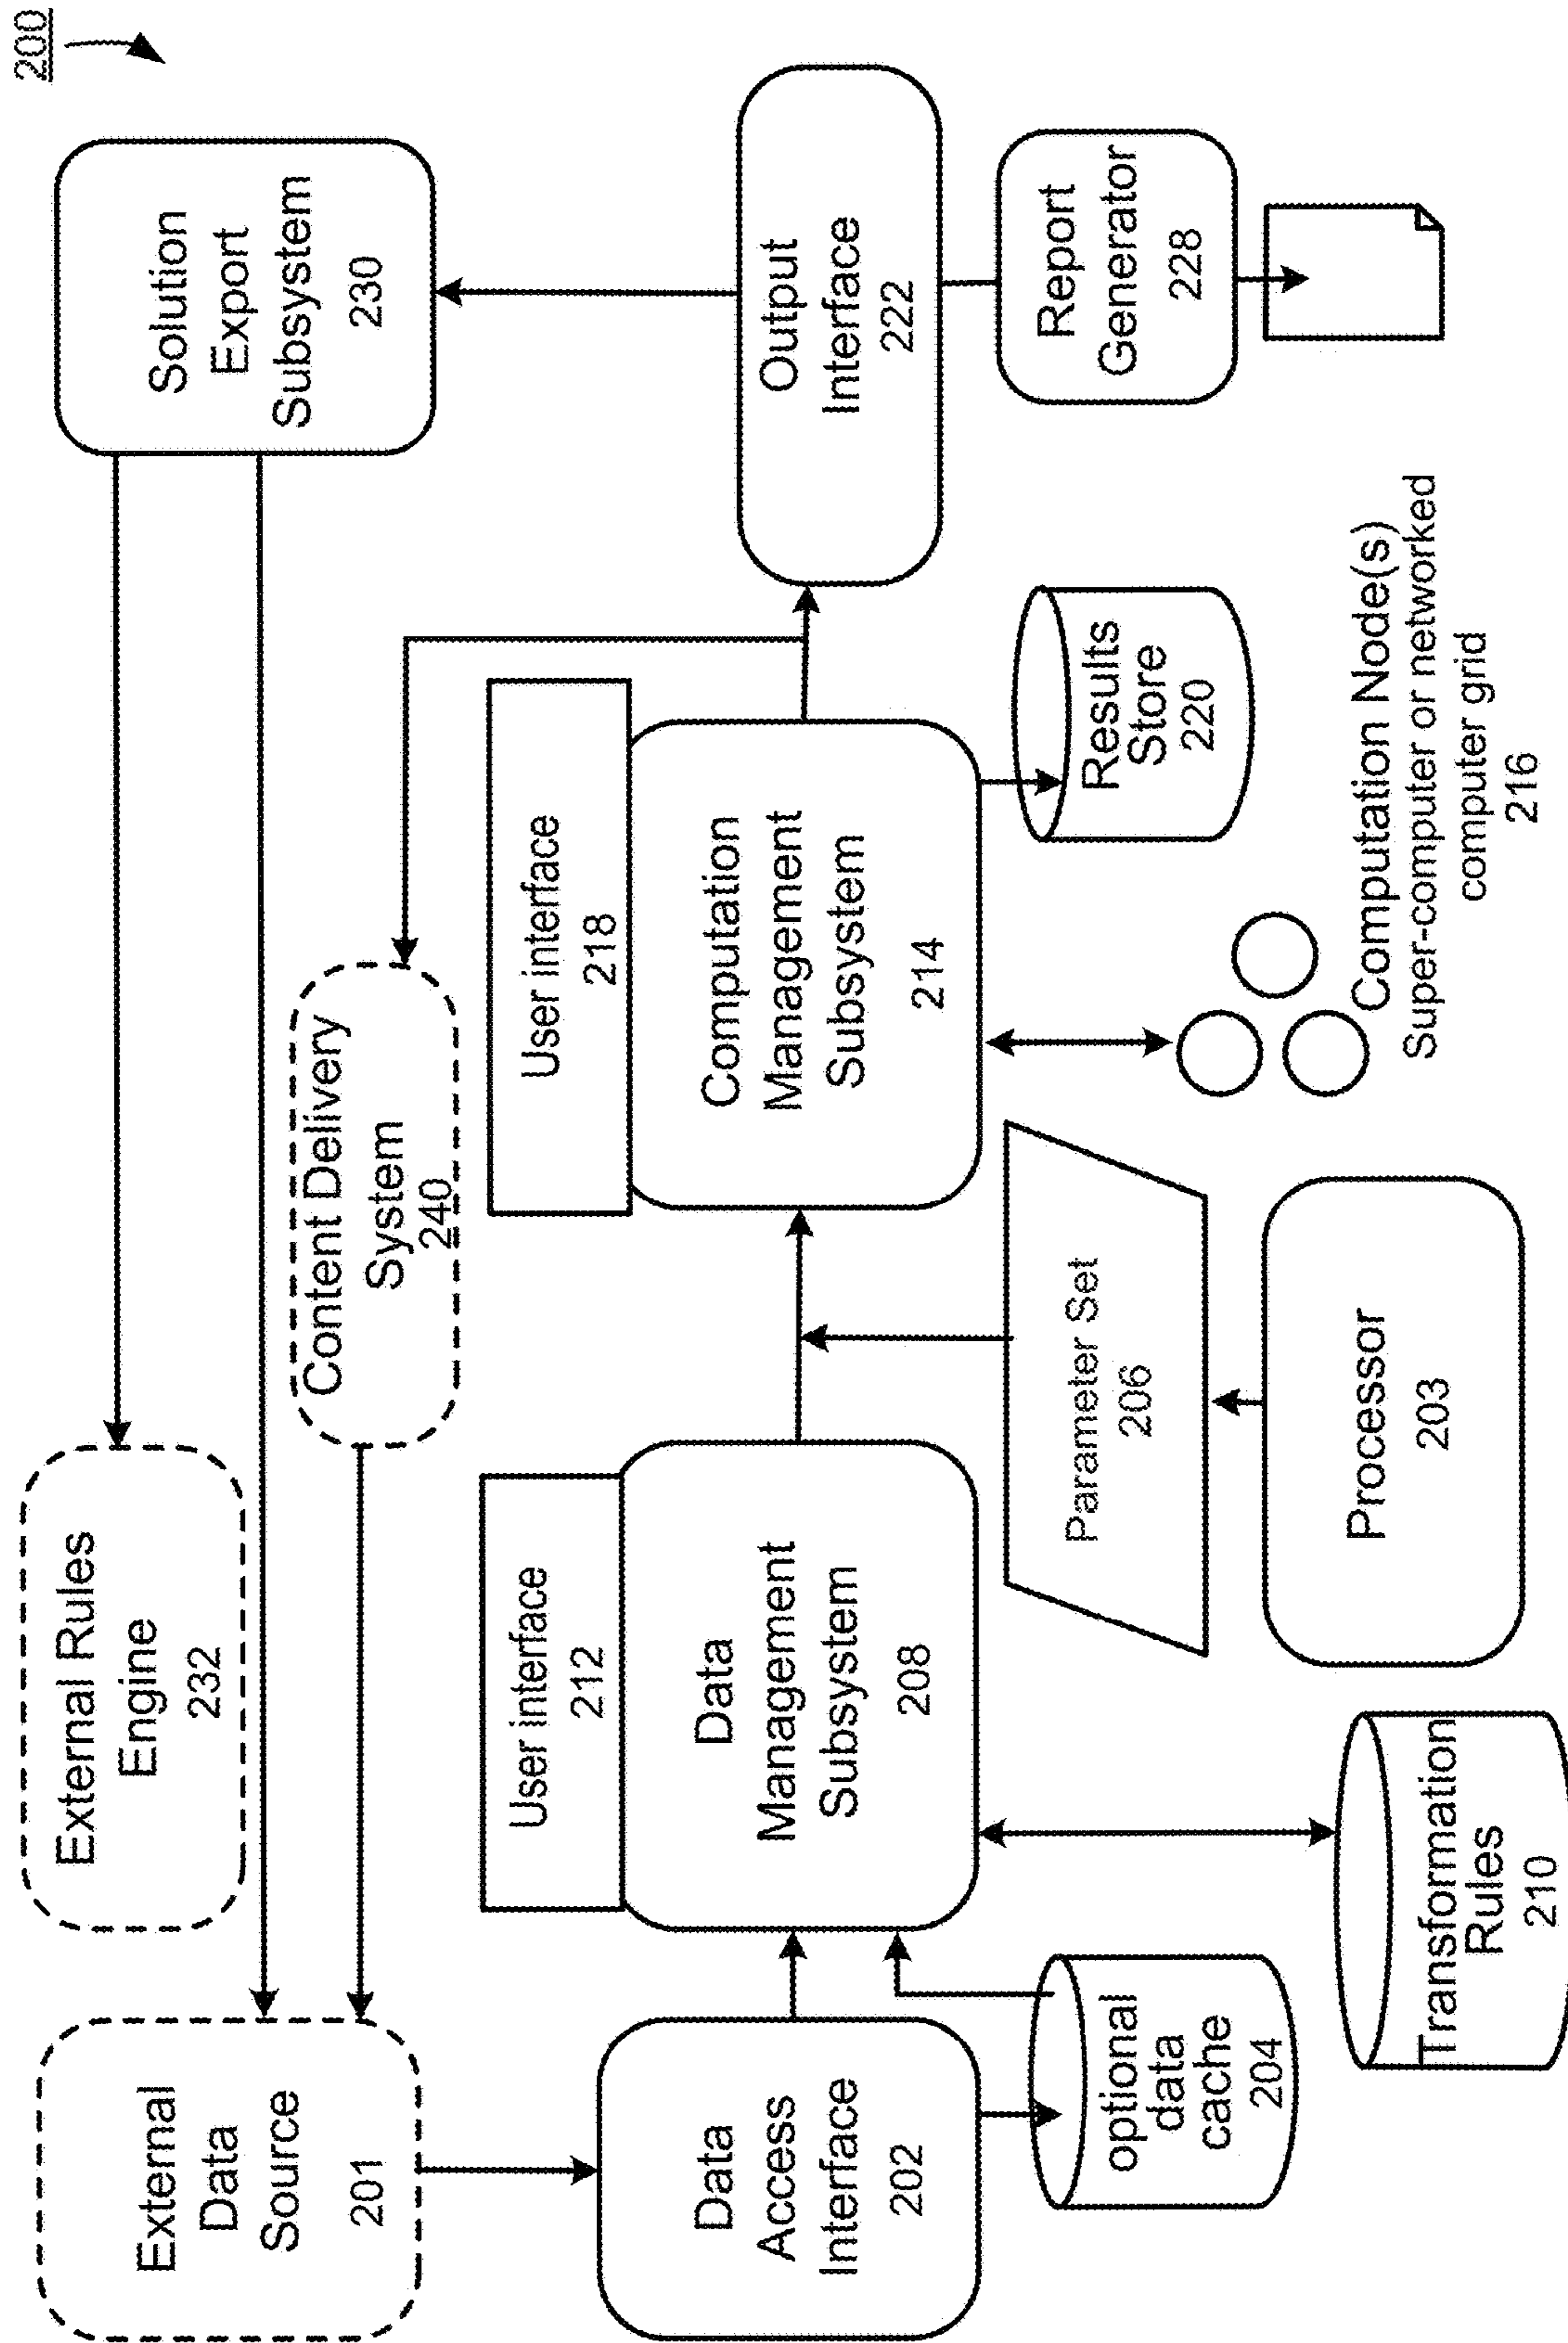 200
External Rules
Engine
232
Solution
Export
Subsystem
230
External
Data
Source
201
Content Delivery
System
240
User interface
212
User interface
218
Data
Access
Interface
202
Data
Management
Subsystem
208
Computation
Management
Subsystem
214
Output
Interface
222
optional
data
cache
204
Parameter Set
206
Results
Store
220
Report
Generator
228
Transformation
Rules
210
Processor
203
Computation Node(s)
Super-computer or networked
computer grid
216